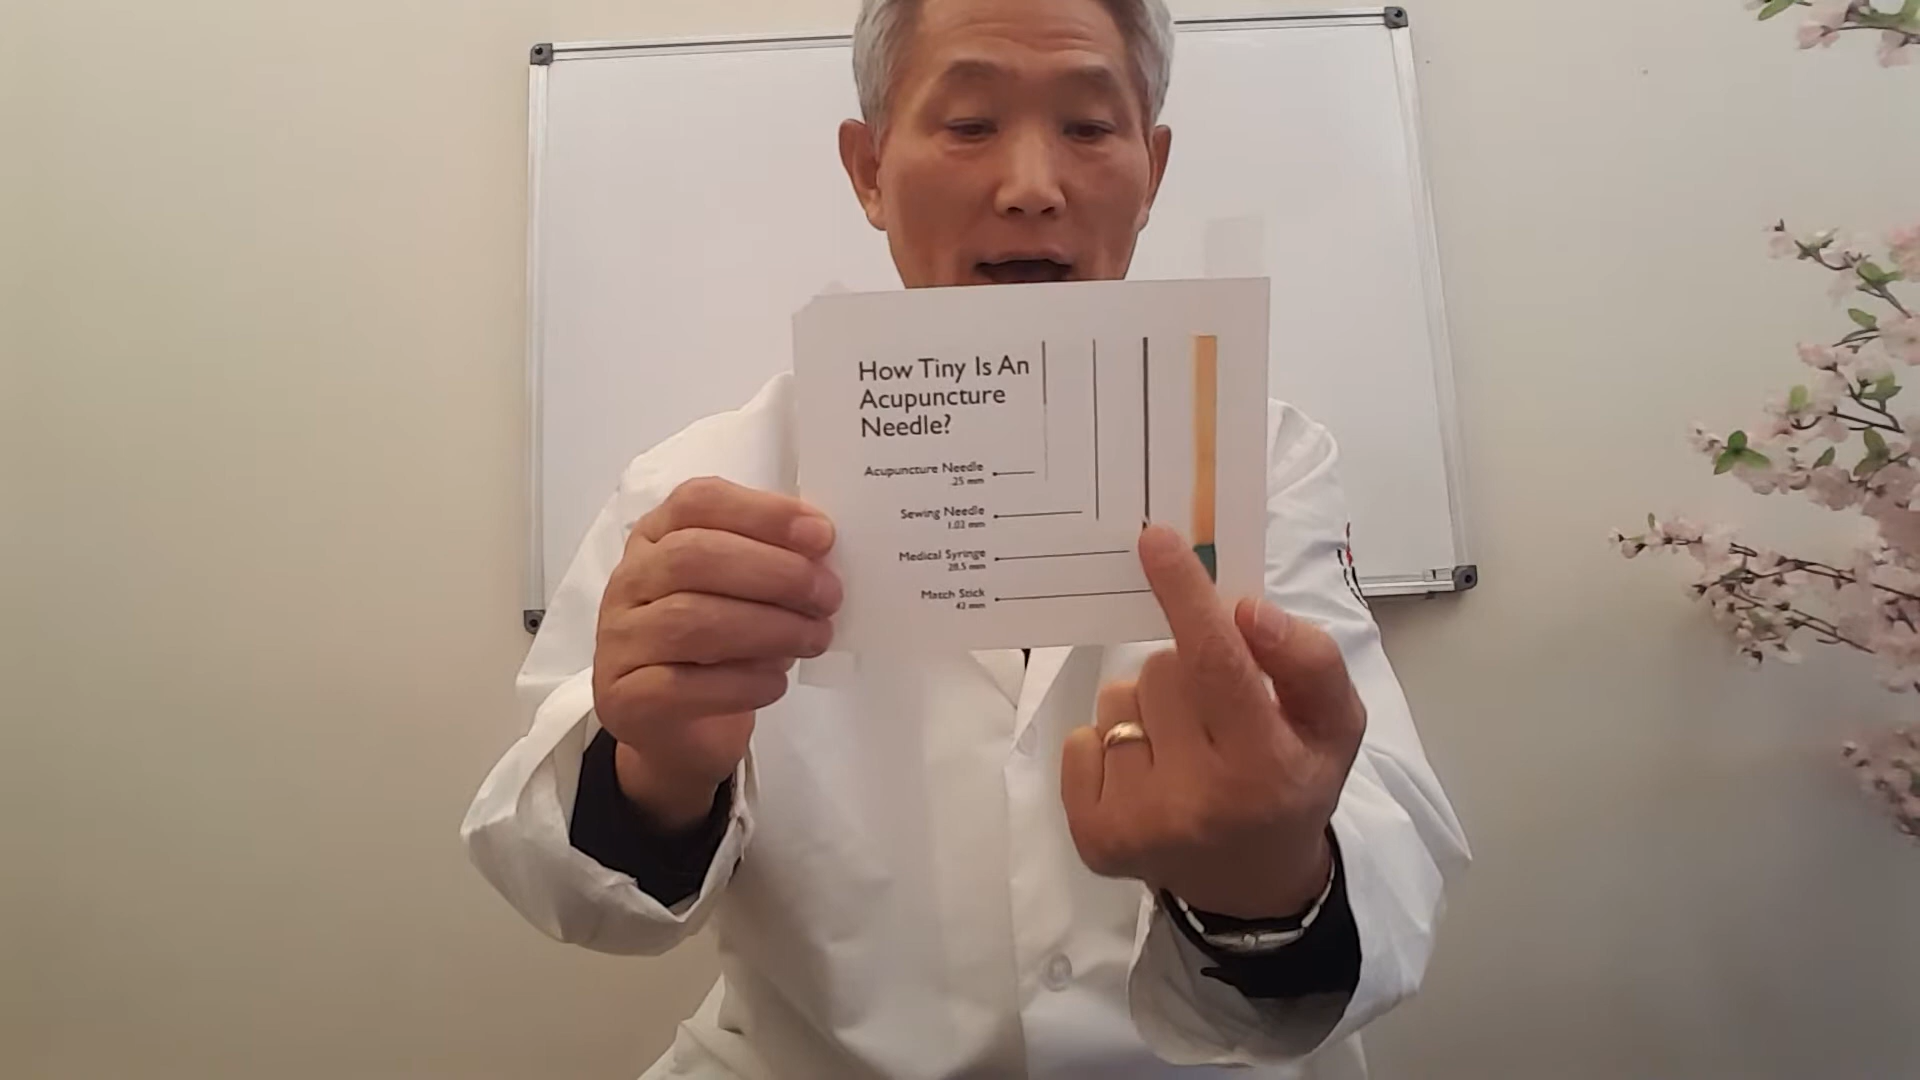 How Tiny Is An
Acupuncture
Needle?
Acupuncture Needle
.25 mm
Sewing Needle
1.02 mm
Medical Syringe
28.5 mm
Match Stick
42 mm